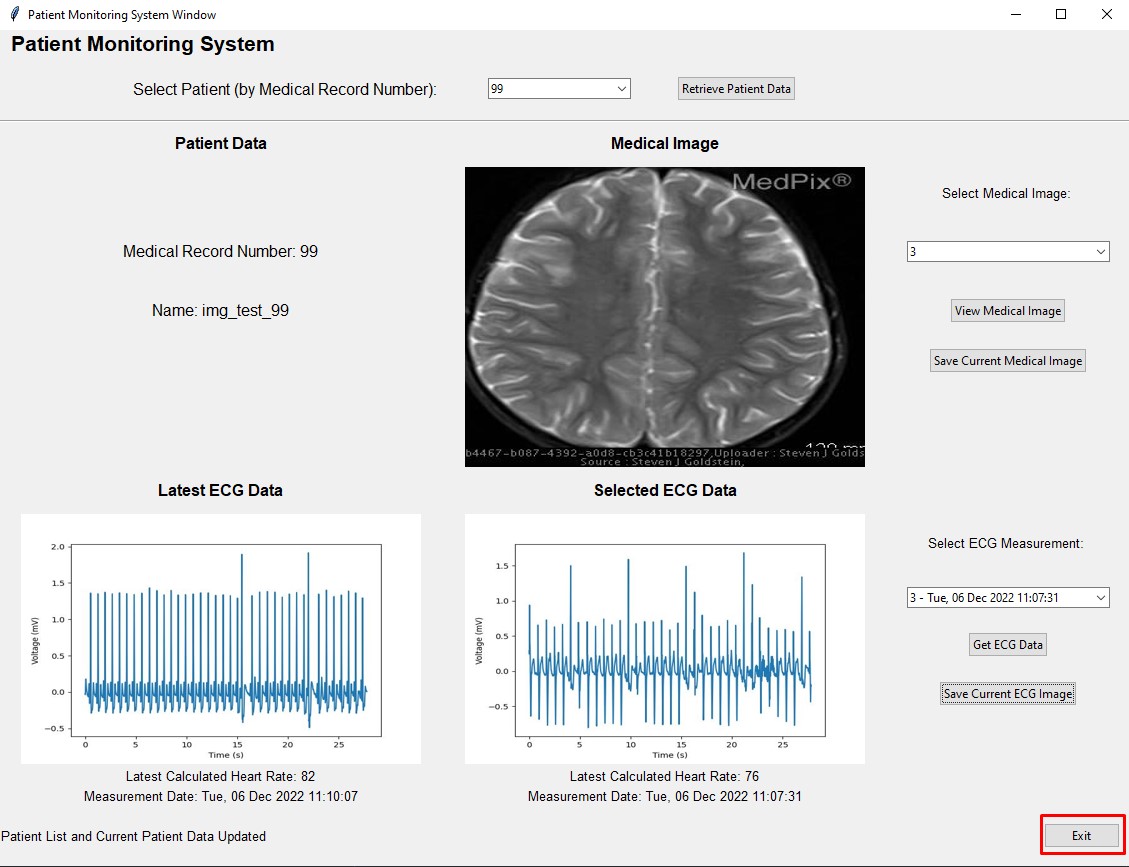 Patient Monitoring System Window
Patient Monitoring System
Select Patient (by Medical Record Number):
99
Retrieve Patient Data
Patient Data
Medical Image
Medical Record Number: 99
Name: img_test_99
MedPix®
b4467-b087-4392-a0d8-cb3c41b18297,Uploader : Steven J Golds
Source : Steven J Goldstein,
Select Medical Image:
3
View Medical Image
Save Current Medical Image
Latest ECG Data
Selected ECG Data
2.0
1.5
1.0
0.5
0.0
−0.5
Voltage (mV)
0 5 10 15 20 25
Time (s)
Latest Calculated Heart Rate: 82
Measurement Date: Tue, 06 Dec 2022 11:10:07
1.5
1.0
0.5
0.0
−0.5
Voltage (mV)
0 5 10 15 20 25
Time (s)
Latest Calculated Heart Rate: 76
Measurement Date: Tue, 06 Dec 2022 11:07:31
Select ECG Measurement:
3 - Tue, 06 Dec 2022 11:07:31
Get ECG Data
Save Current ECG Image
Patient List and Current Patient Data Updated
Exit